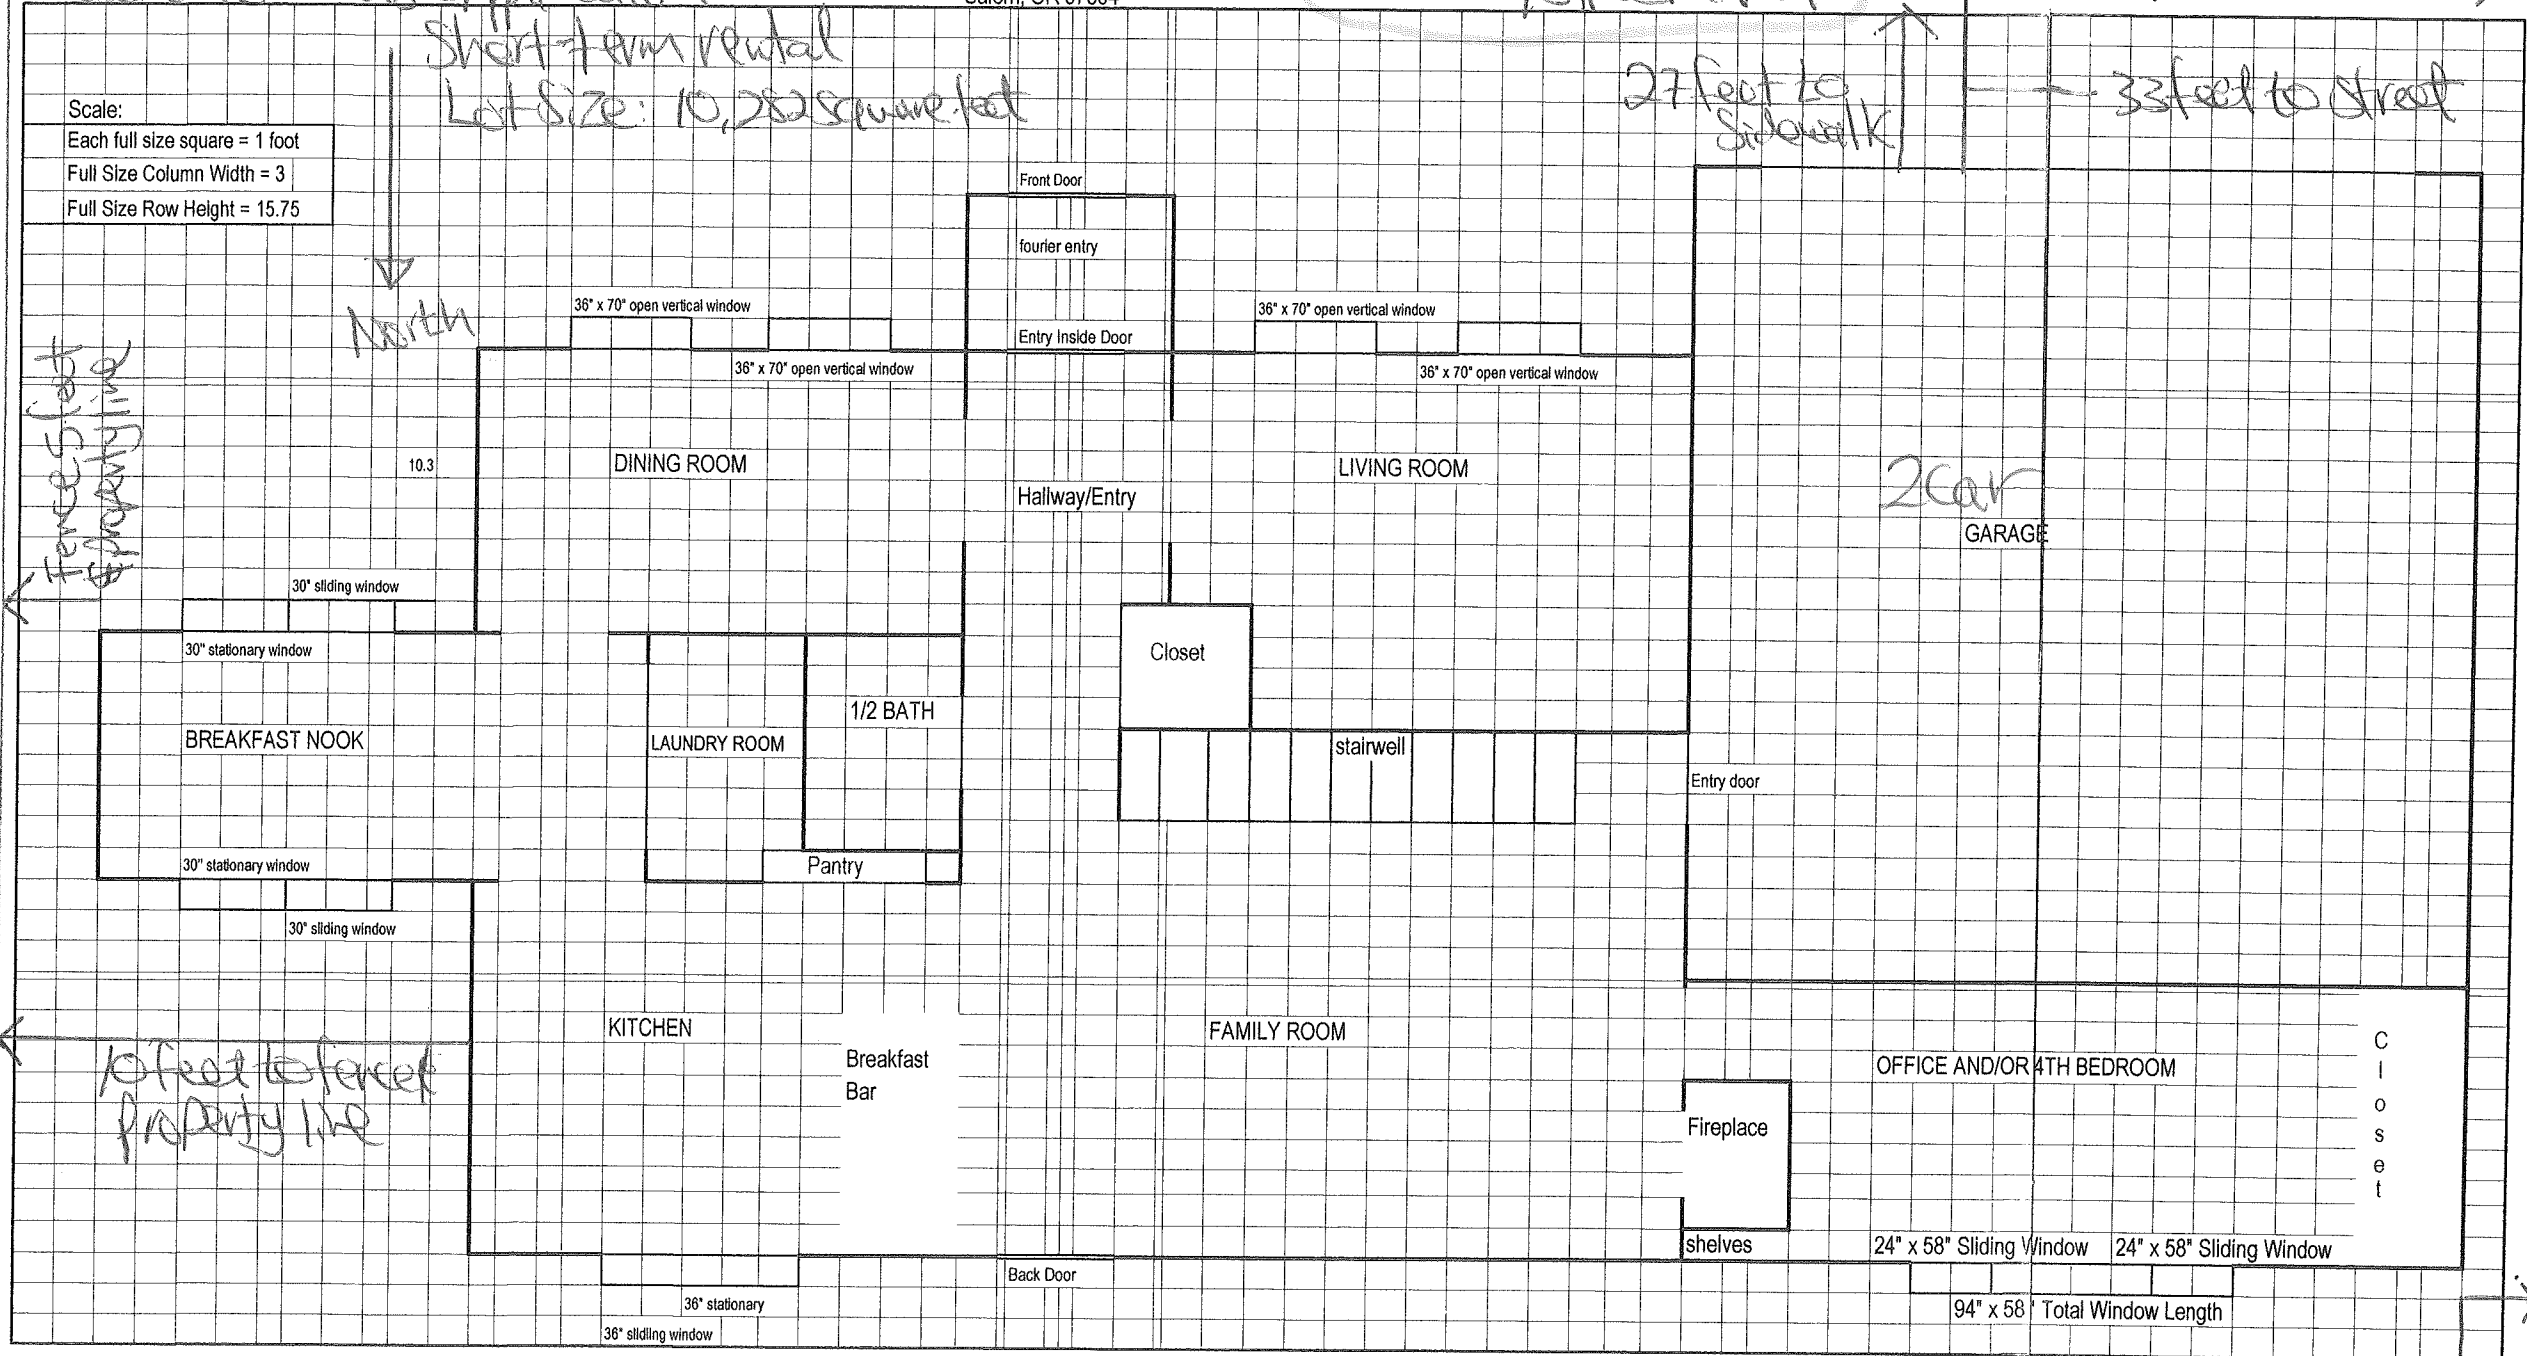 Salem, OR 97304
Short-term rental
Lot Size: 10,282 square feet
27 feet to
Sidewalk
33 feet to Street
Scale:
Each full size square = 1 foot
Full Size Column Width = 3
Full Size Row Height = 15.75
North
Front Door
fourier entry
36" x 70" open vertical window
Entry Inside Door
36" x 70" open vertical window
36" x 70" open vertical window
36" x 70" open vertical window
fence 5 feet
property line
10.3
DINING ROOM
Hallway/Entry
LIVING ROOM
2 Car
GARAGE
30" sliding window
30" stationary window
Closet
1/2 BATH
BREAKFAST NOOK
LAUNDRY ROOM
stairwell
Entry door
30" stationary window
Pantry
30" sliding window
KITCHEN
Breakfast
Bar
FAMILY ROOM
OFFICE AND/OR 4TH BEDROOM
Closet
10 feet to fence
property line
Fireplace
shelves
24" x 58" Sliding Window
24" x 58" Sliding Window
Back Door
36" stationary
36" slidling window
94" x 58 ' Total Window Length